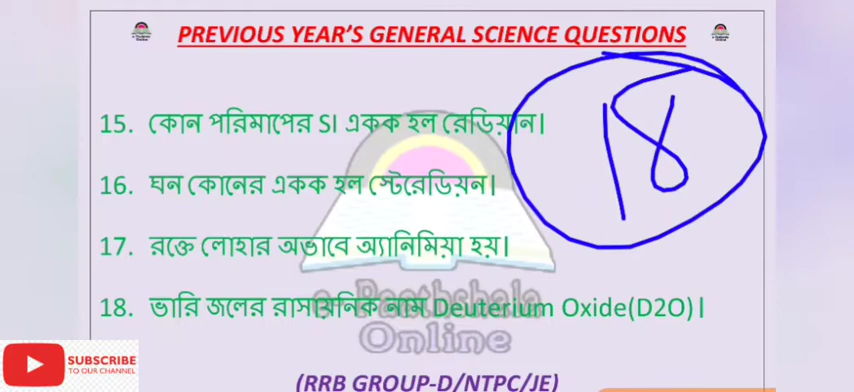 PREVIOUS YEAR'S GENERAL SCIENCE QUESTIONS
15. কোন পরিমাপের SI একক হল রেডিয়ান।
18
16. ঘন কোনের একক হল স্টেরেডিয়ন।
17. রক্তে লোহার অভাবে অ্যানিমিয়া হয়।
18. ভারি জলের রাসায়নিক নাম Deuterium Oxide(D2O)।
e-Paathshala
Online
SUBSCRIBE
TO OUR CHANNEL
(RRB GROUP-D/NTPC/JE)